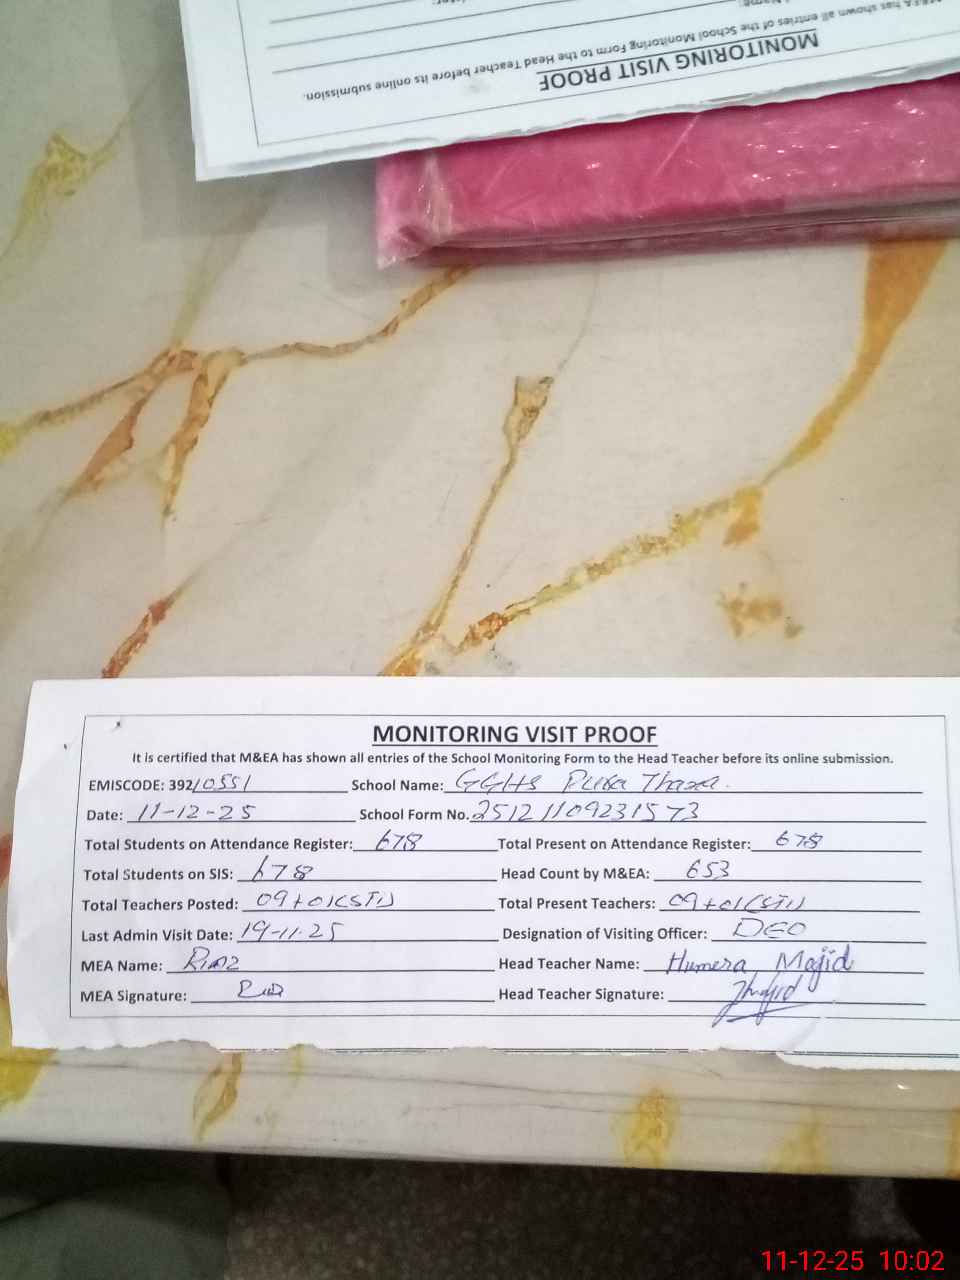 MEA has shown all entries of the School Monitoring Form to the Head Teacher before its online submission.
MONITORING VISIT PROOF
MONITORING VISIT PROOF
It is certified that M&EA has shown all entries of the School Monitoring Form to the Head Teacher before its online submission.
EMISCODE: 392/0551 School Name: GGHS
Date: 11-12-25 School Form No. 25121109231573
Total Students on Attendance Register: 678 Total Present on Attendance Register: 678
Total Students on SIS: 678 Head Count by M&EA: 653
Total Teachers Posted: 09+01(STI) Total Present Teachers: 09+01(STI)
Last Admin Visit Date: 19-11-25 Designation of Visiting Officer: DEO
MEA Name: Head Teacher Name: Humera Majid
MEA Signature: Head Teacher Signature:
11-12-25 10:02